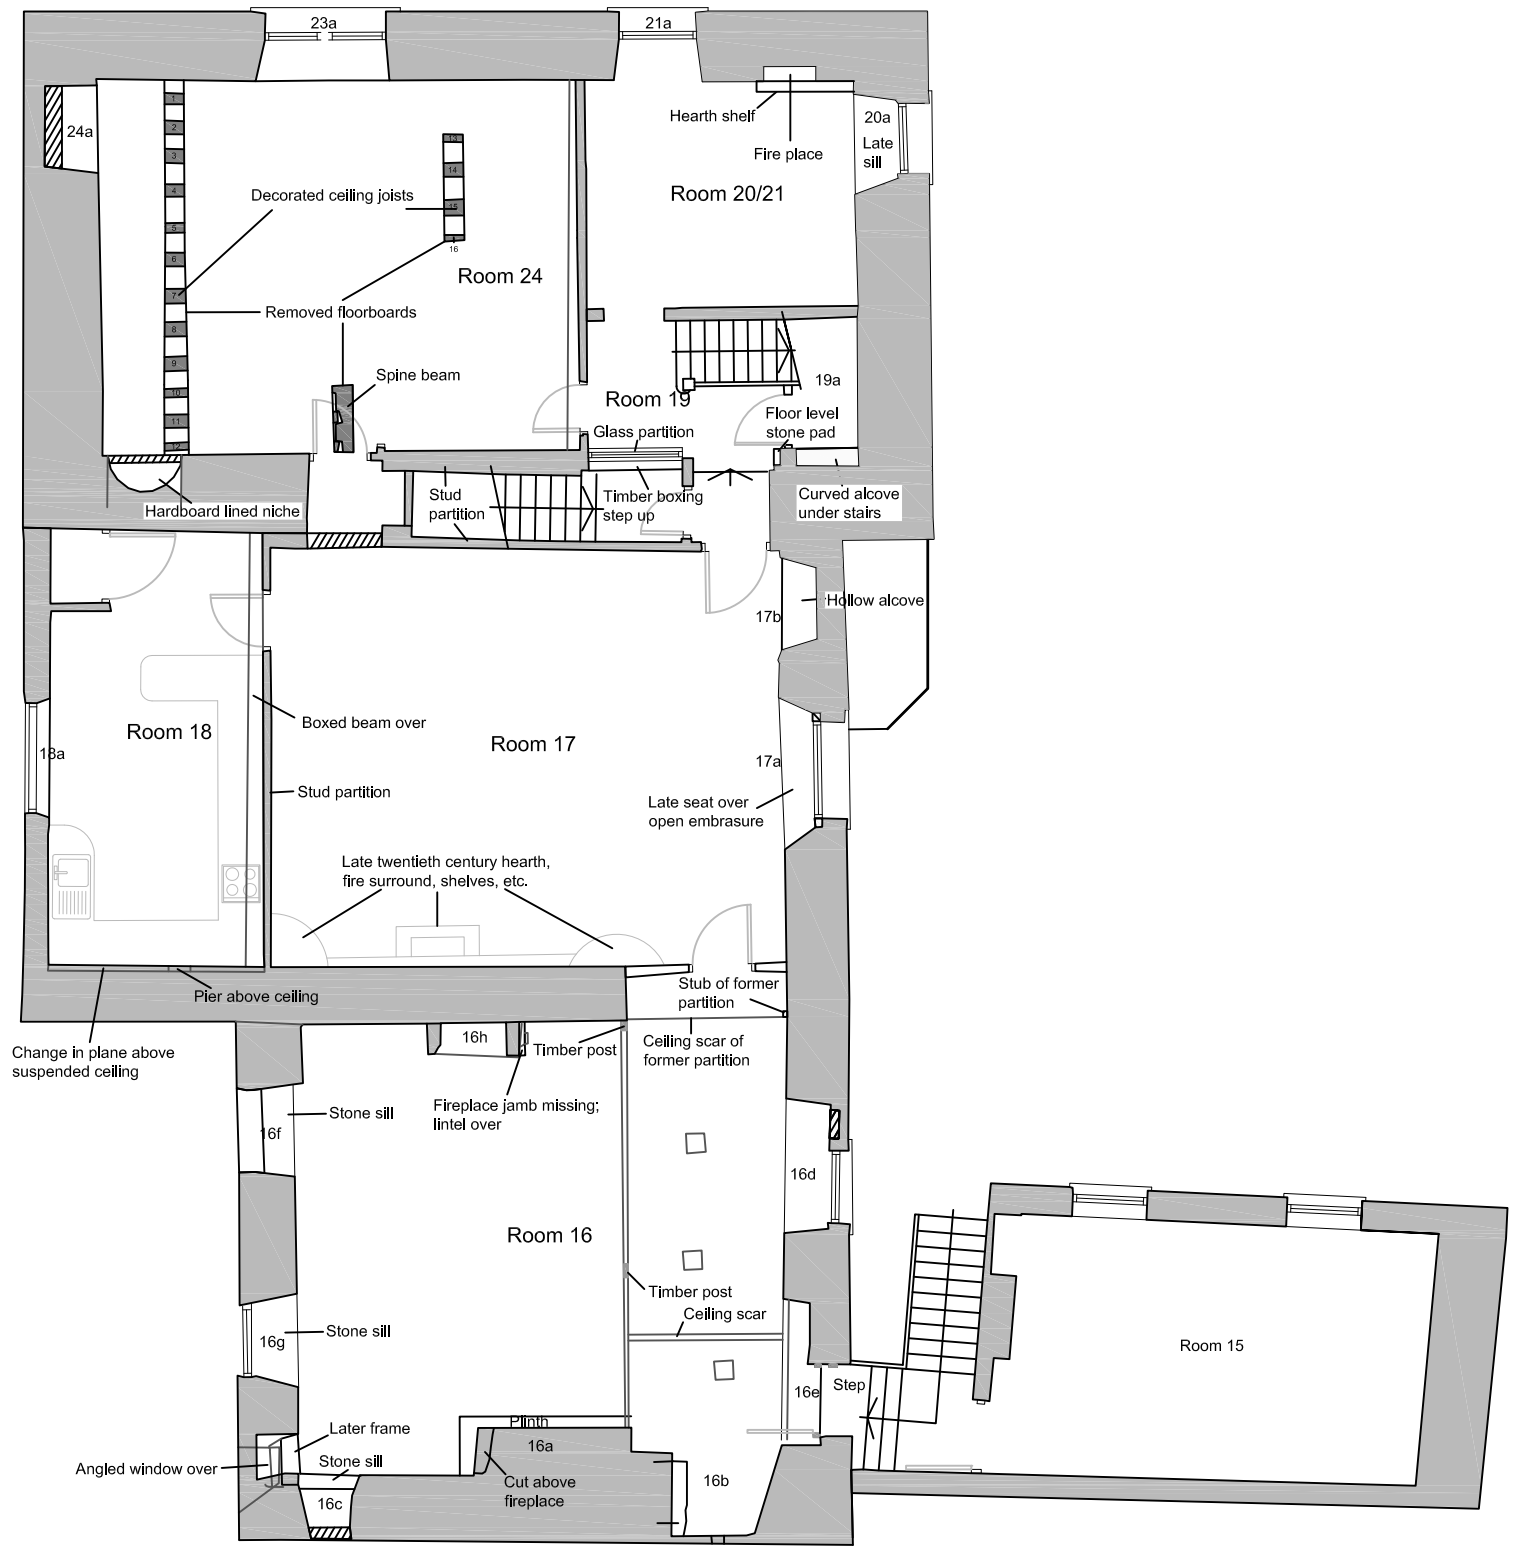 23a
21a
24a
1
2
3
4
5
6
7
8
9
10
11
12
13
14
15
16
Decorated ceiling joists
Room 24
Removed floorboards
Spine beam
Hearth shelf
Fire place
20a
Late
sill
Room 20/21
Room 19
19a
Glass partition
Floor level
stone pad
Stud
partition
Timber boxing
step up
Curved alcove
under stairs
Hardboard lined niche
17b
Hollow alcove
Room 18
18a
Boxed beam over
Room 17
17a
Stud partition
Late seat over
open embrasure
Late twentieth century hearth,
fire surround, shelves, etc.
Pier above ceiling
Stub of former
partition
Change in plane above
suspended ceiling
16h
Timber post
Ceiling scar of
former partition
Fireplace jamb missing;
lintel over
Stone sill
16f
16d
Room 16
Timber post
Ceiling scar
Stone sill
16g
Room 15
16e
Step
Later frame
Plinth
16a
Angled window over
Stone sill
16c
Cut above
fireplace
16b